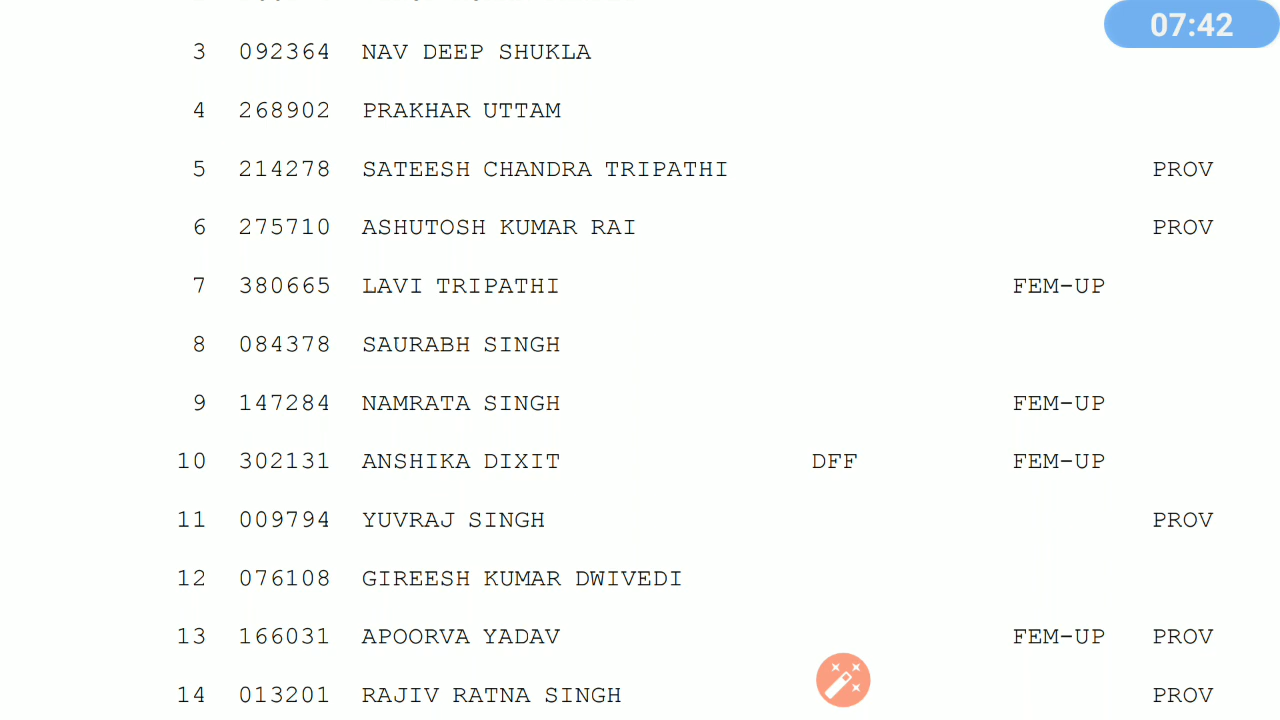 07:42
3 092364 NAV DEEP SHUKLA
4 268902 PRAKHAR UTTAM
5 214278 SATEESH CHANDRA TRIPATHI PROV
6 275710 ASHUTOSH KUMAR RAI PROV
7 380665 LAVI TRIPATHI FEM-UP
8 084378 SAURABH SINGH
9 147284 NAMRATA SINGH FEM-UP
10 302131 ANSHIKA DIXIT DFF FEM-UP
11 009794 YUVRAJ SINGH PROV
12 076108 GIREESH KUMAR DWIVEDI
13 166031 APOORVA YADAV FEM-UP PROV
14 013201 RAJIV RATNA SINGH PROV